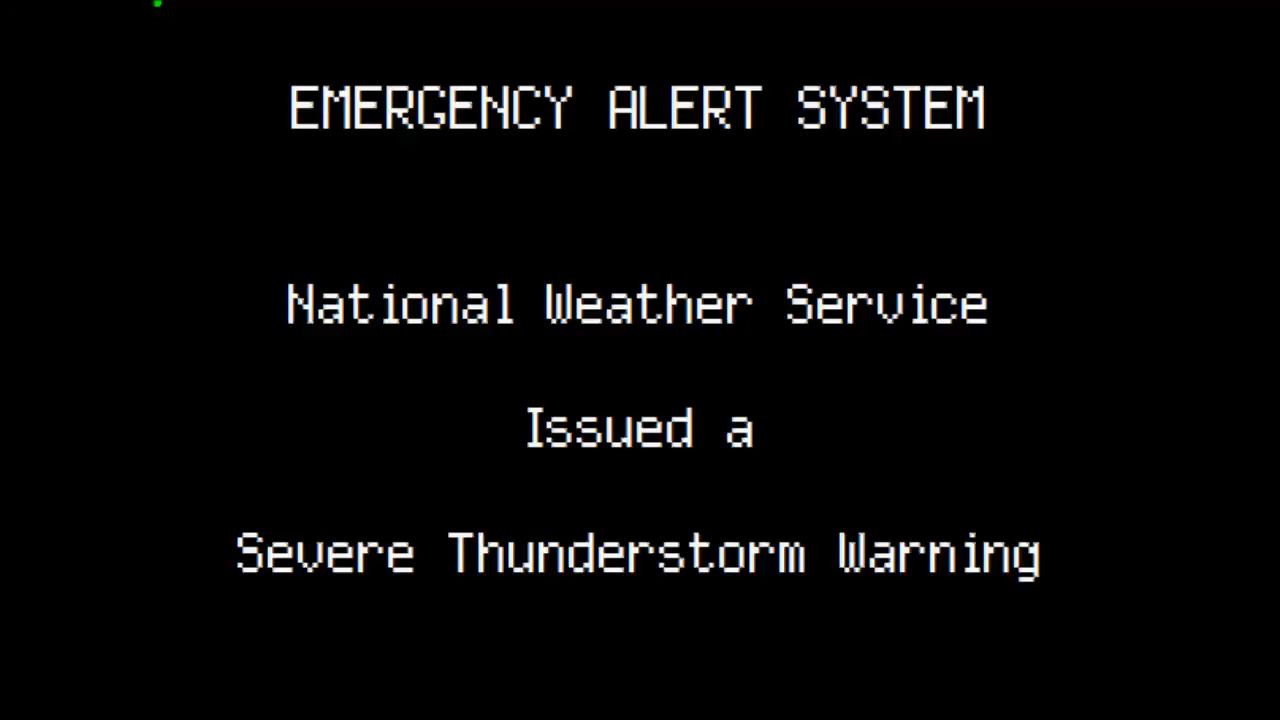 EMERGENCY ALERT SYSTEM
National Weather Service
Issued a
Severe Thunderstorm Warning